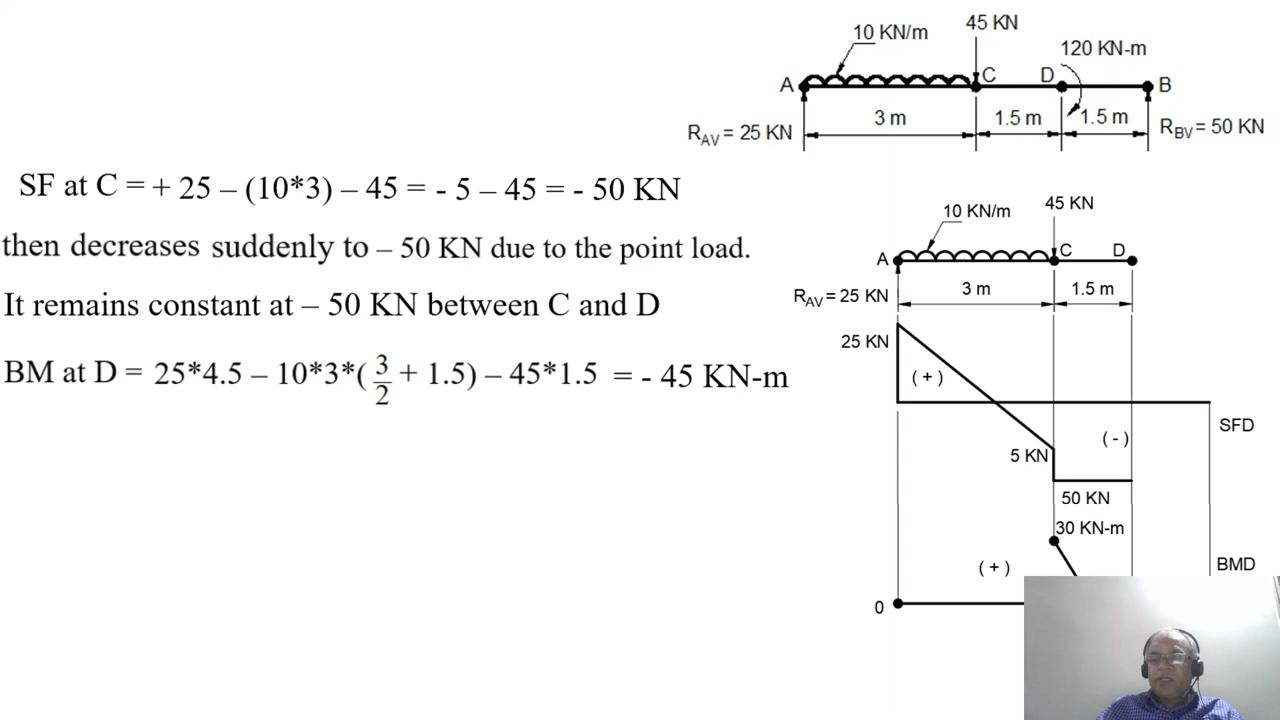 10 KN/m
45 KN
120 KN-m
A
C
D
B
3 m
1.5 m
1.5 m
RAV = 25 KN
RBV = 50 KN
SF at C = + 25 – (10*3) – 45 = - 5 – 45 = - 50 KN
then decreases suddenly to – 50 KN due to the point load.
It remains constant at – 50 KN between C and D
BM at D = 25*4.5 – 10*3*(3/2 + 1.5) – 45*1.5 = - 45 KN-m
10 KN/m
45 KN
A
C
D
3 m
1.5 m
RAV = 25 KN
25 KN
( + )
SFD
( - )
5 KN
50 KN
30 KN-m
( + )
BMD
0